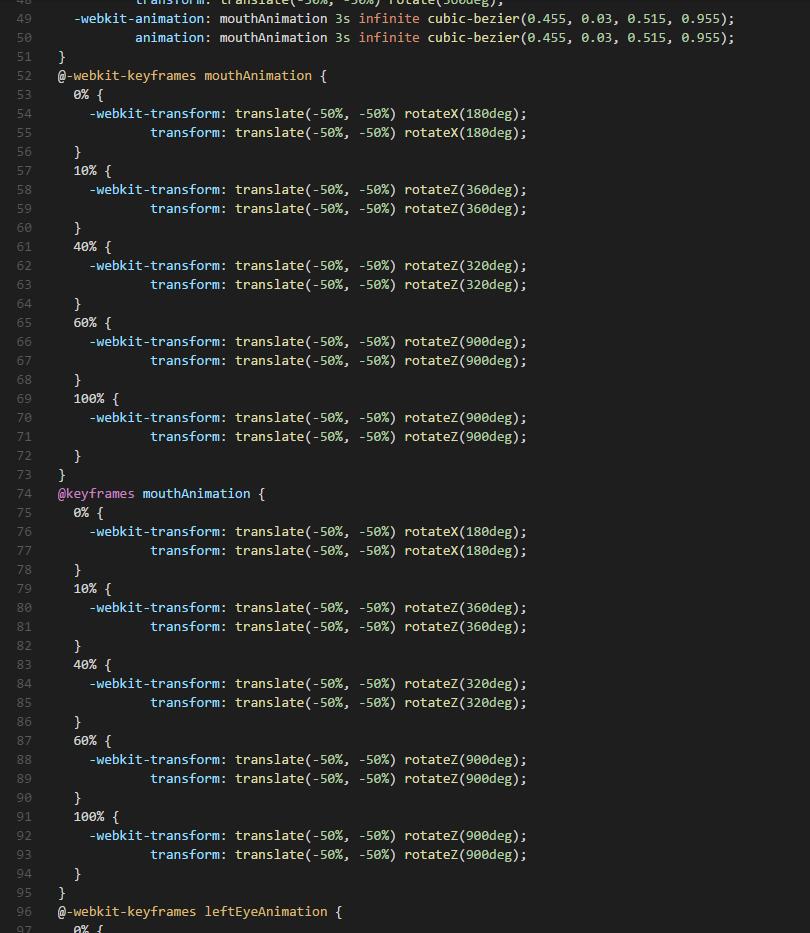 48 transform: translate(-50%, -50%) rotate(360deg);
49 -webkit-animation: mouthAnimation 3s infinite cubic-bezier(0.455, 0.03, 0.515, 0.955);
50 animation: mouthAnimation 3s infinite cubic-bezier(0.455, 0.03, 0.515, 0.955);
51 }
52 @-webkit-keyframes mouthAnimation {
53 0% {
54 -webkit-transform: translate(-50%, -50%) rotateX(180deg);
55 transform: translate(-50%, -50%) rotateX(180deg);
56 }
57 10% {
58 -webkit-transform: translate(-50%, -50%) rotateZ(360deg);
59 transform: translate(-50%, -50%) rotateZ(360deg);
60 }
61 40% {
62 -webkit-transform: translate(-50%, -50%) rotateZ(320deg);
63 transform: translate(-50%, -50%) rotateZ(320deg);
64 }
65 60% {
66 -webkit-transform: translate(-50%, -50%) rotateZ(900deg);
67 transform: translate(-50%, -50%) rotateZ(900deg);
68 }
69 100% {
70 -webkit-transform: translate(-50%, -50%) rotateZ(900deg);
71 transform: translate(-50%, -50%) rotateZ(900deg);
72 }
73 }
74 @keyframes mouthAnimation {
75 0% {
76 -webkit-transform: translate(-50%, -50%) rotateX(180deg);
77 transform: translate(-50%, -50%) rotateX(180deg);
78 }
79 10% {
80 -webkit-transform: translate(-50%, -50%) rotateZ(360deg);
81 transform: translate(-50%, -50%) rotateZ(360deg);
82 }
83 40% {
84 -webkit-transform: translate(-50%, -50%) rotateZ(320deg);
85 transform: translate(-50%, -50%) rotateZ(320deg);
86 }
87 60% {
88 -webkit-transform: translate(-50%, -50%) rotateZ(900deg);
89 transform: translate(-50%, -50%) rotateZ(900deg);
90 }
91 100% {
92 -webkit-transform: translate(-50%, -50%) rotateZ(900deg);
93 transform: translate(-50%, -50%) rotateZ(900deg);
94 }
95 }
96 @-webkit-keyframes leftEyeAnimation {
97 0% {